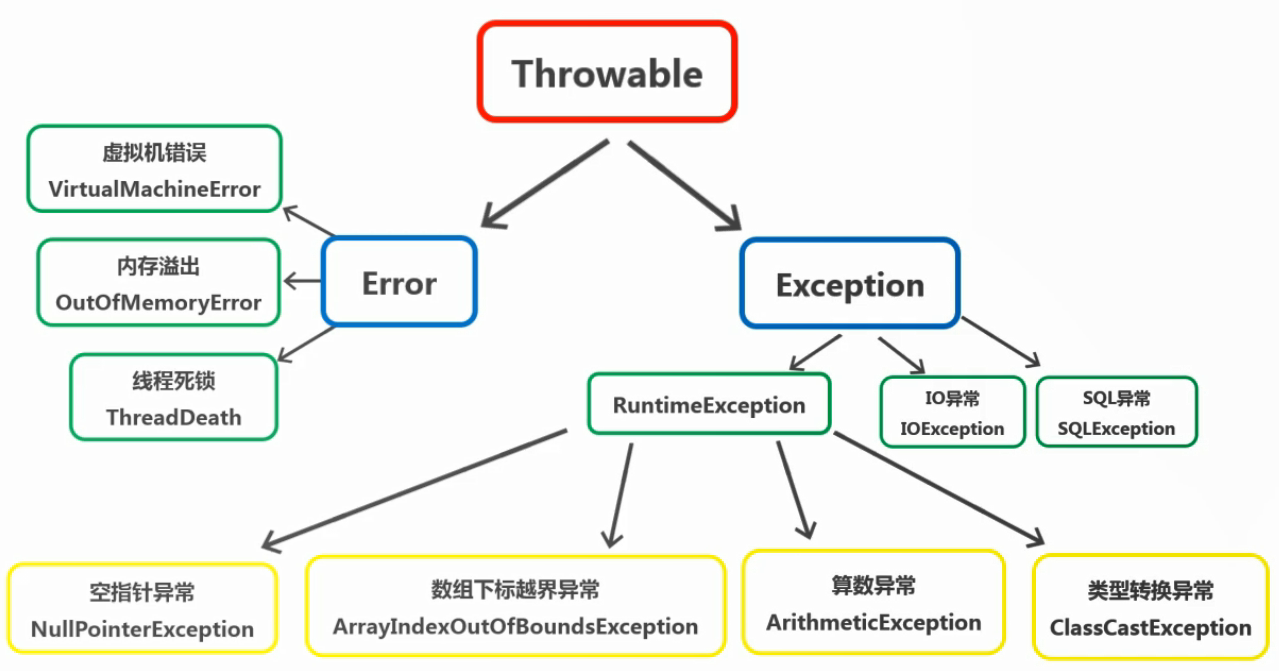 Throwable
虚拟机错误
VirtualMachineError
内存溢出
OutOfMemoryError
线程死锁
ThreadDeath
Error
Exception
RuntimeException
IO异常
IOException
SQL异常
SQLException
空指针异常
NullPointerException
数组下标越界异常
ArrayIndexOutOfBoundsException
算数异常
ArithmeticException
类型转换异常
ClassCastException